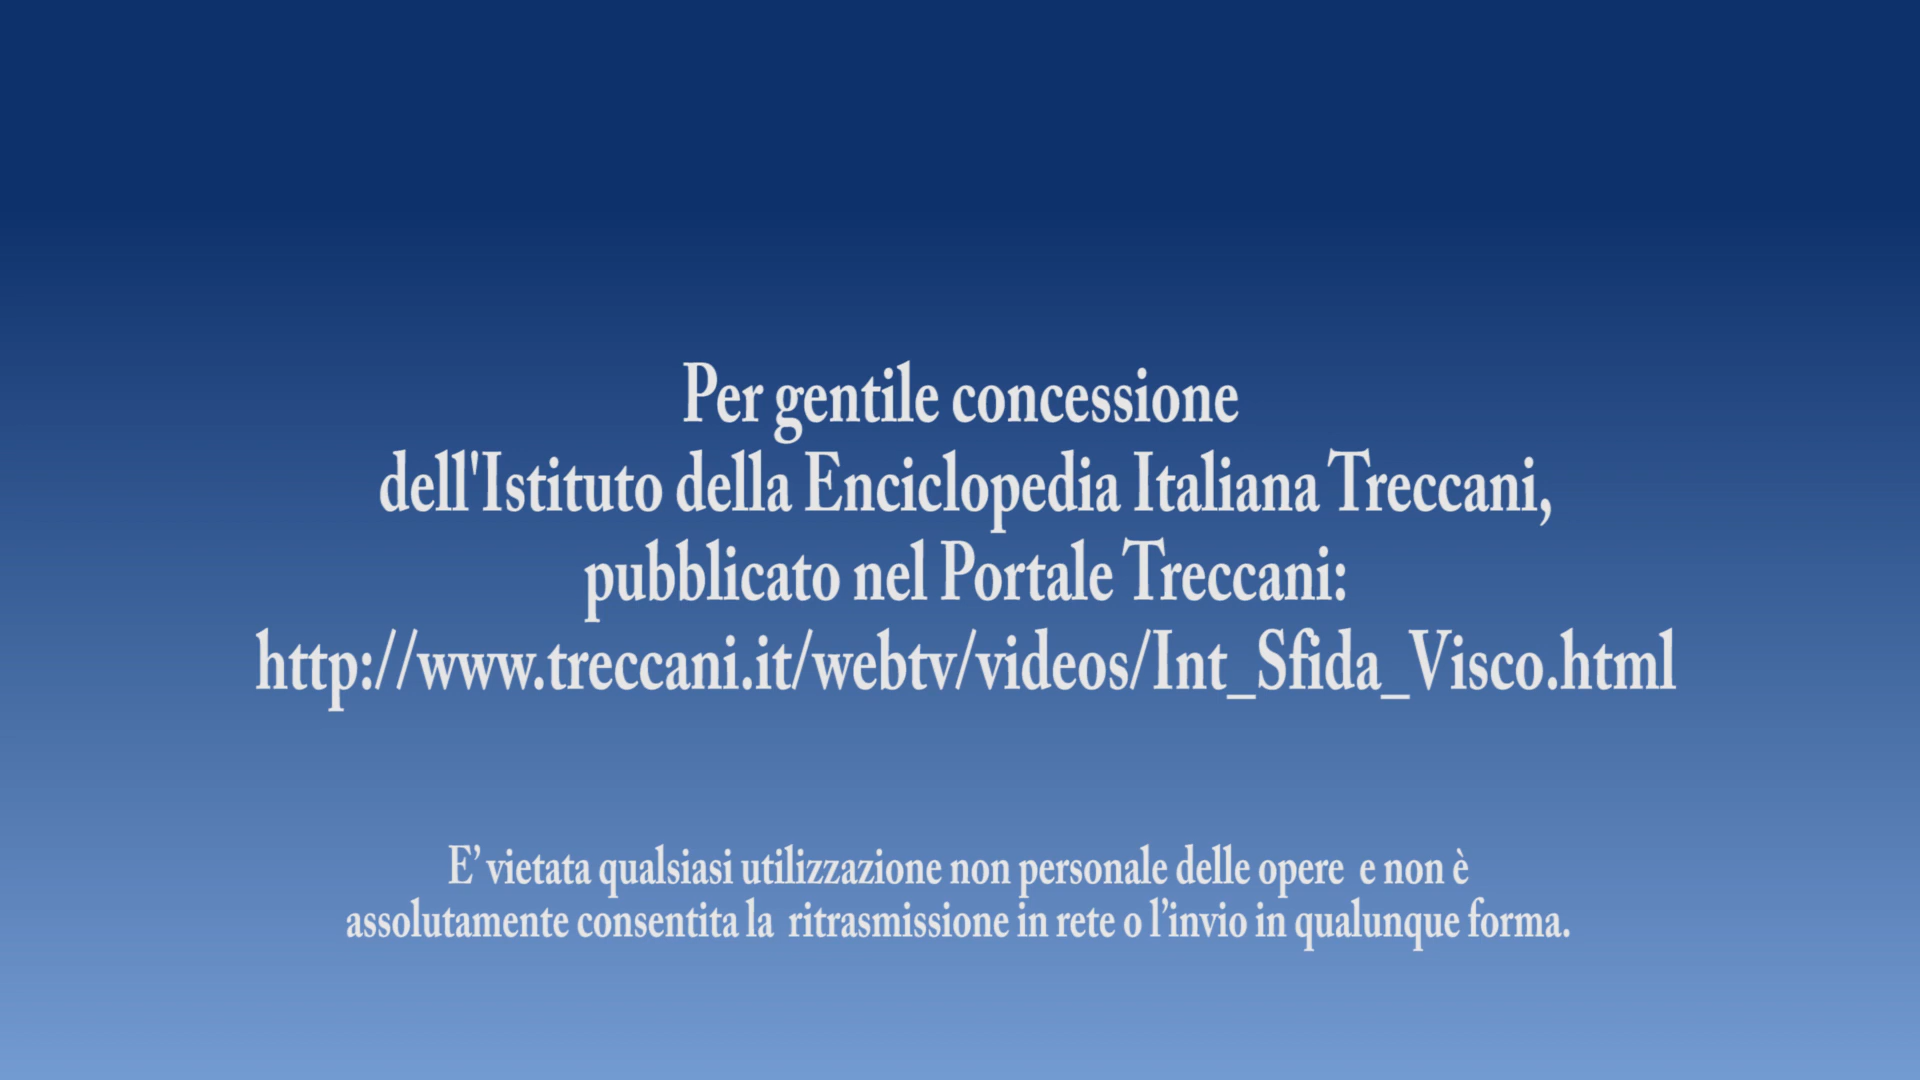 Per gentile concessione
dell'Istituto della Enciclopedia Italiana Treccani,
pubblicato nel Portale Treccani:
http://www.treccani.it/webtv/videos/Int_Sfida_Visco.html
E’ vietata qualsiasi utilizzazione non personale delle opere e non è
assolutamente consentita la ritrasmissione in rete o l’invio in qualunque forma.